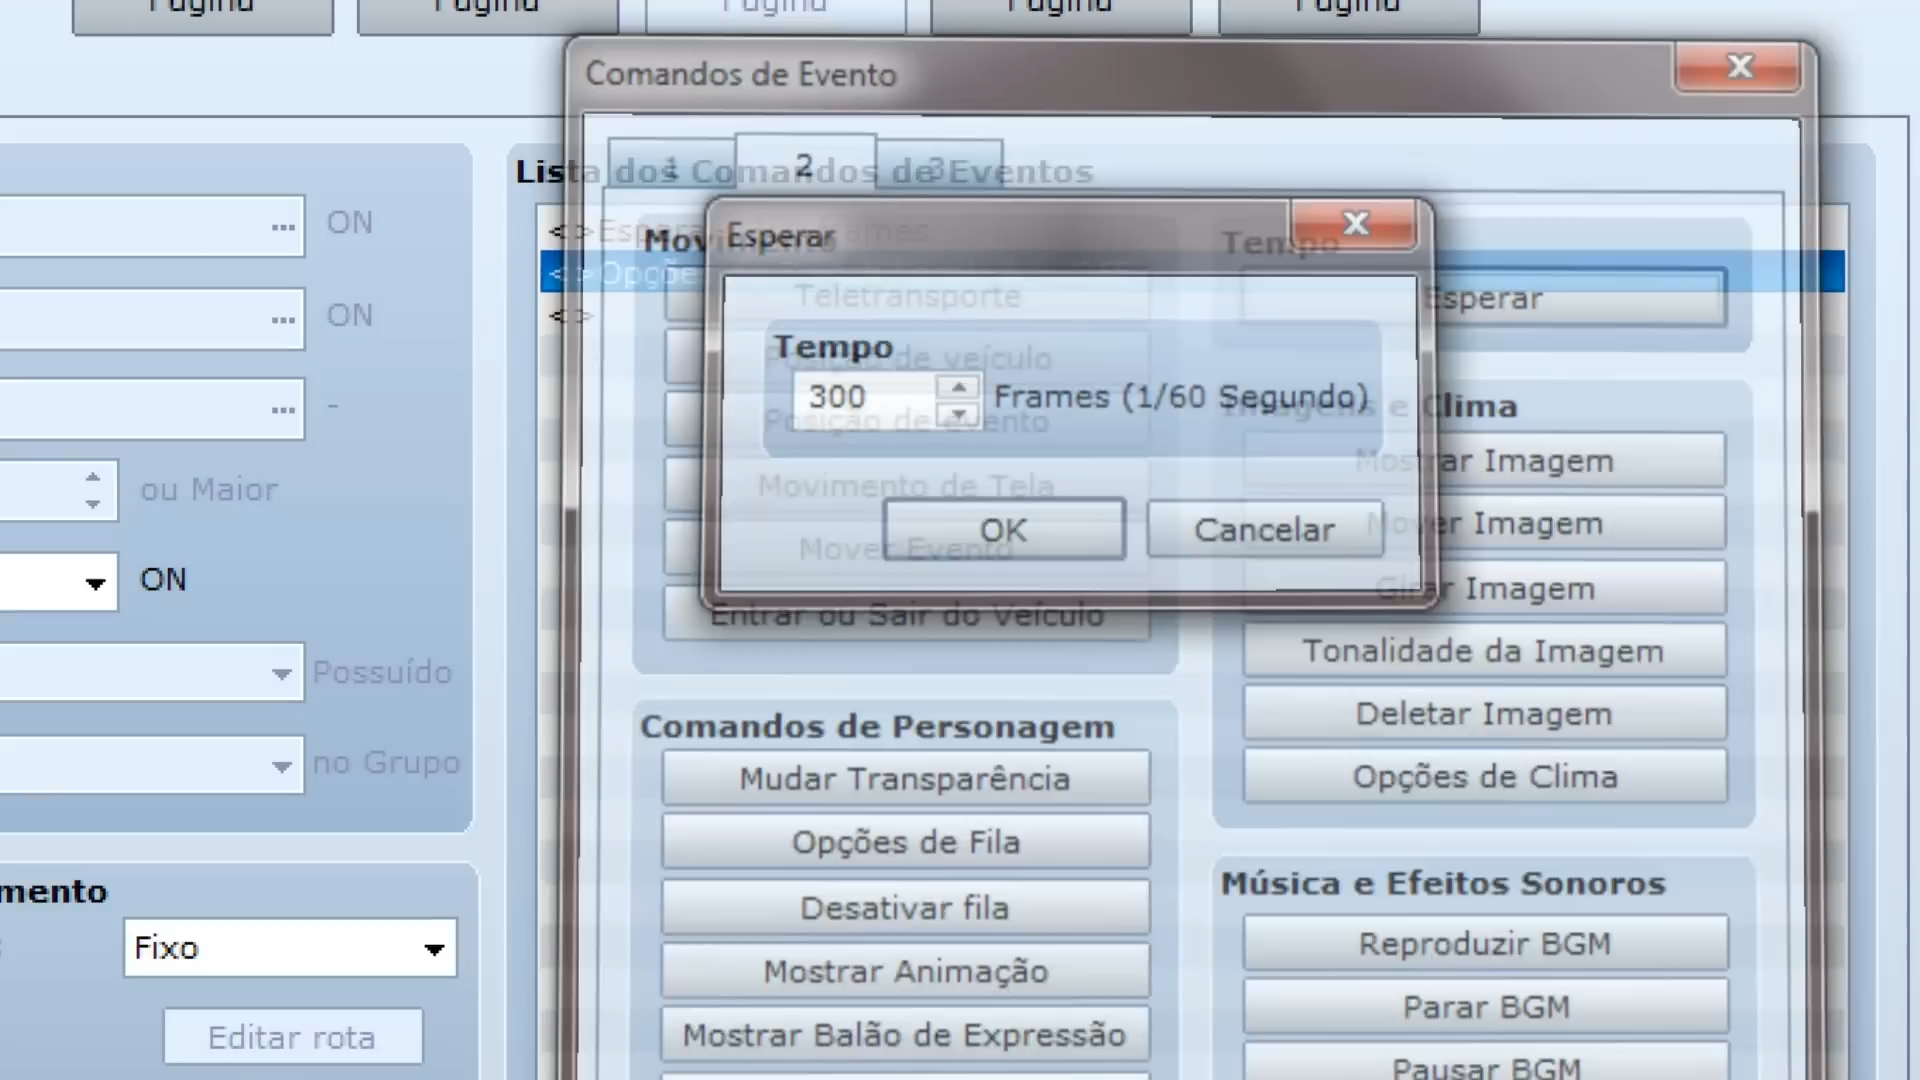 Página
Página
Página
Página
Página
Comandos de Evento
1
2
3
Lista dos Comandos de Eventos
ON
<>Esperar
<>Opçõe
<>
Movimento
Esperar
Tempo
Teletransporte
Esperar
ON
Tempo
Posição de veículo
300
Frames (1/60 Segundo)
Imagens e Clima
Posição de evento
-
Mostrar Imagem
ou Maior
Movimento de Tela
OK
Cancelar
Mover Imagem
Mover Evento
ON
Girar Imagem
Entrar ou Sair do Veículo
Tonalidade da Imagem
Possuído
Deletar Imagem
Comandos de Personagem
no Grupo
Mudar Transparência
Opções de Clima
Opções de Fila
mento
Música e Efeitos Sonoros
Desativar fila
Fixo
Reproduzir BGM
Mostrar Animação
Parar BGM
Editar rota
Mostrar Balão de Expressão
Pausar BGM